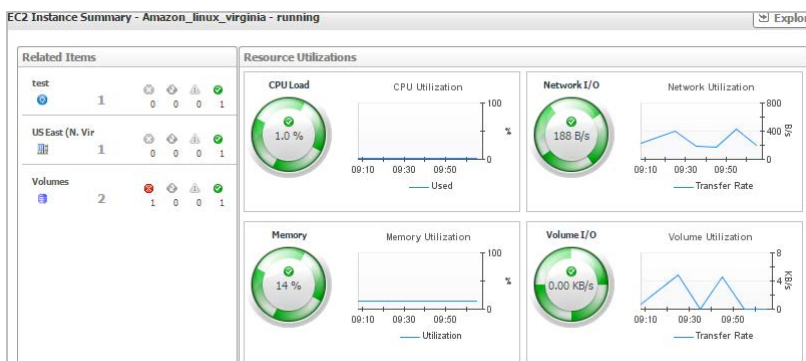 EC2 Instance Summary - Amazon_linux_virginia - running
Explor
Related Items
test
1
0 0 0 1
US East (N. Vir
1
0 0 0 1
Volumes
2
1 0 0 1
Resource Utilizations
CPU Load
1.0 %
CPU Utilization
100
%
0
09:10 09:30 09:50
Used
Network I/O
188 B/s
Network Utilization
800
400
B/s
0
09:10 09:30 09:50
Transfer Rate
Memory
14 %
Memory Utilization
100
%
0
09:10 09:30 09:50
Utilization
Volume I/O
0.00 KB/s
Volume Utilization
8
4
KB/s
0
09:10 09:30 09:50
Transfer Rate